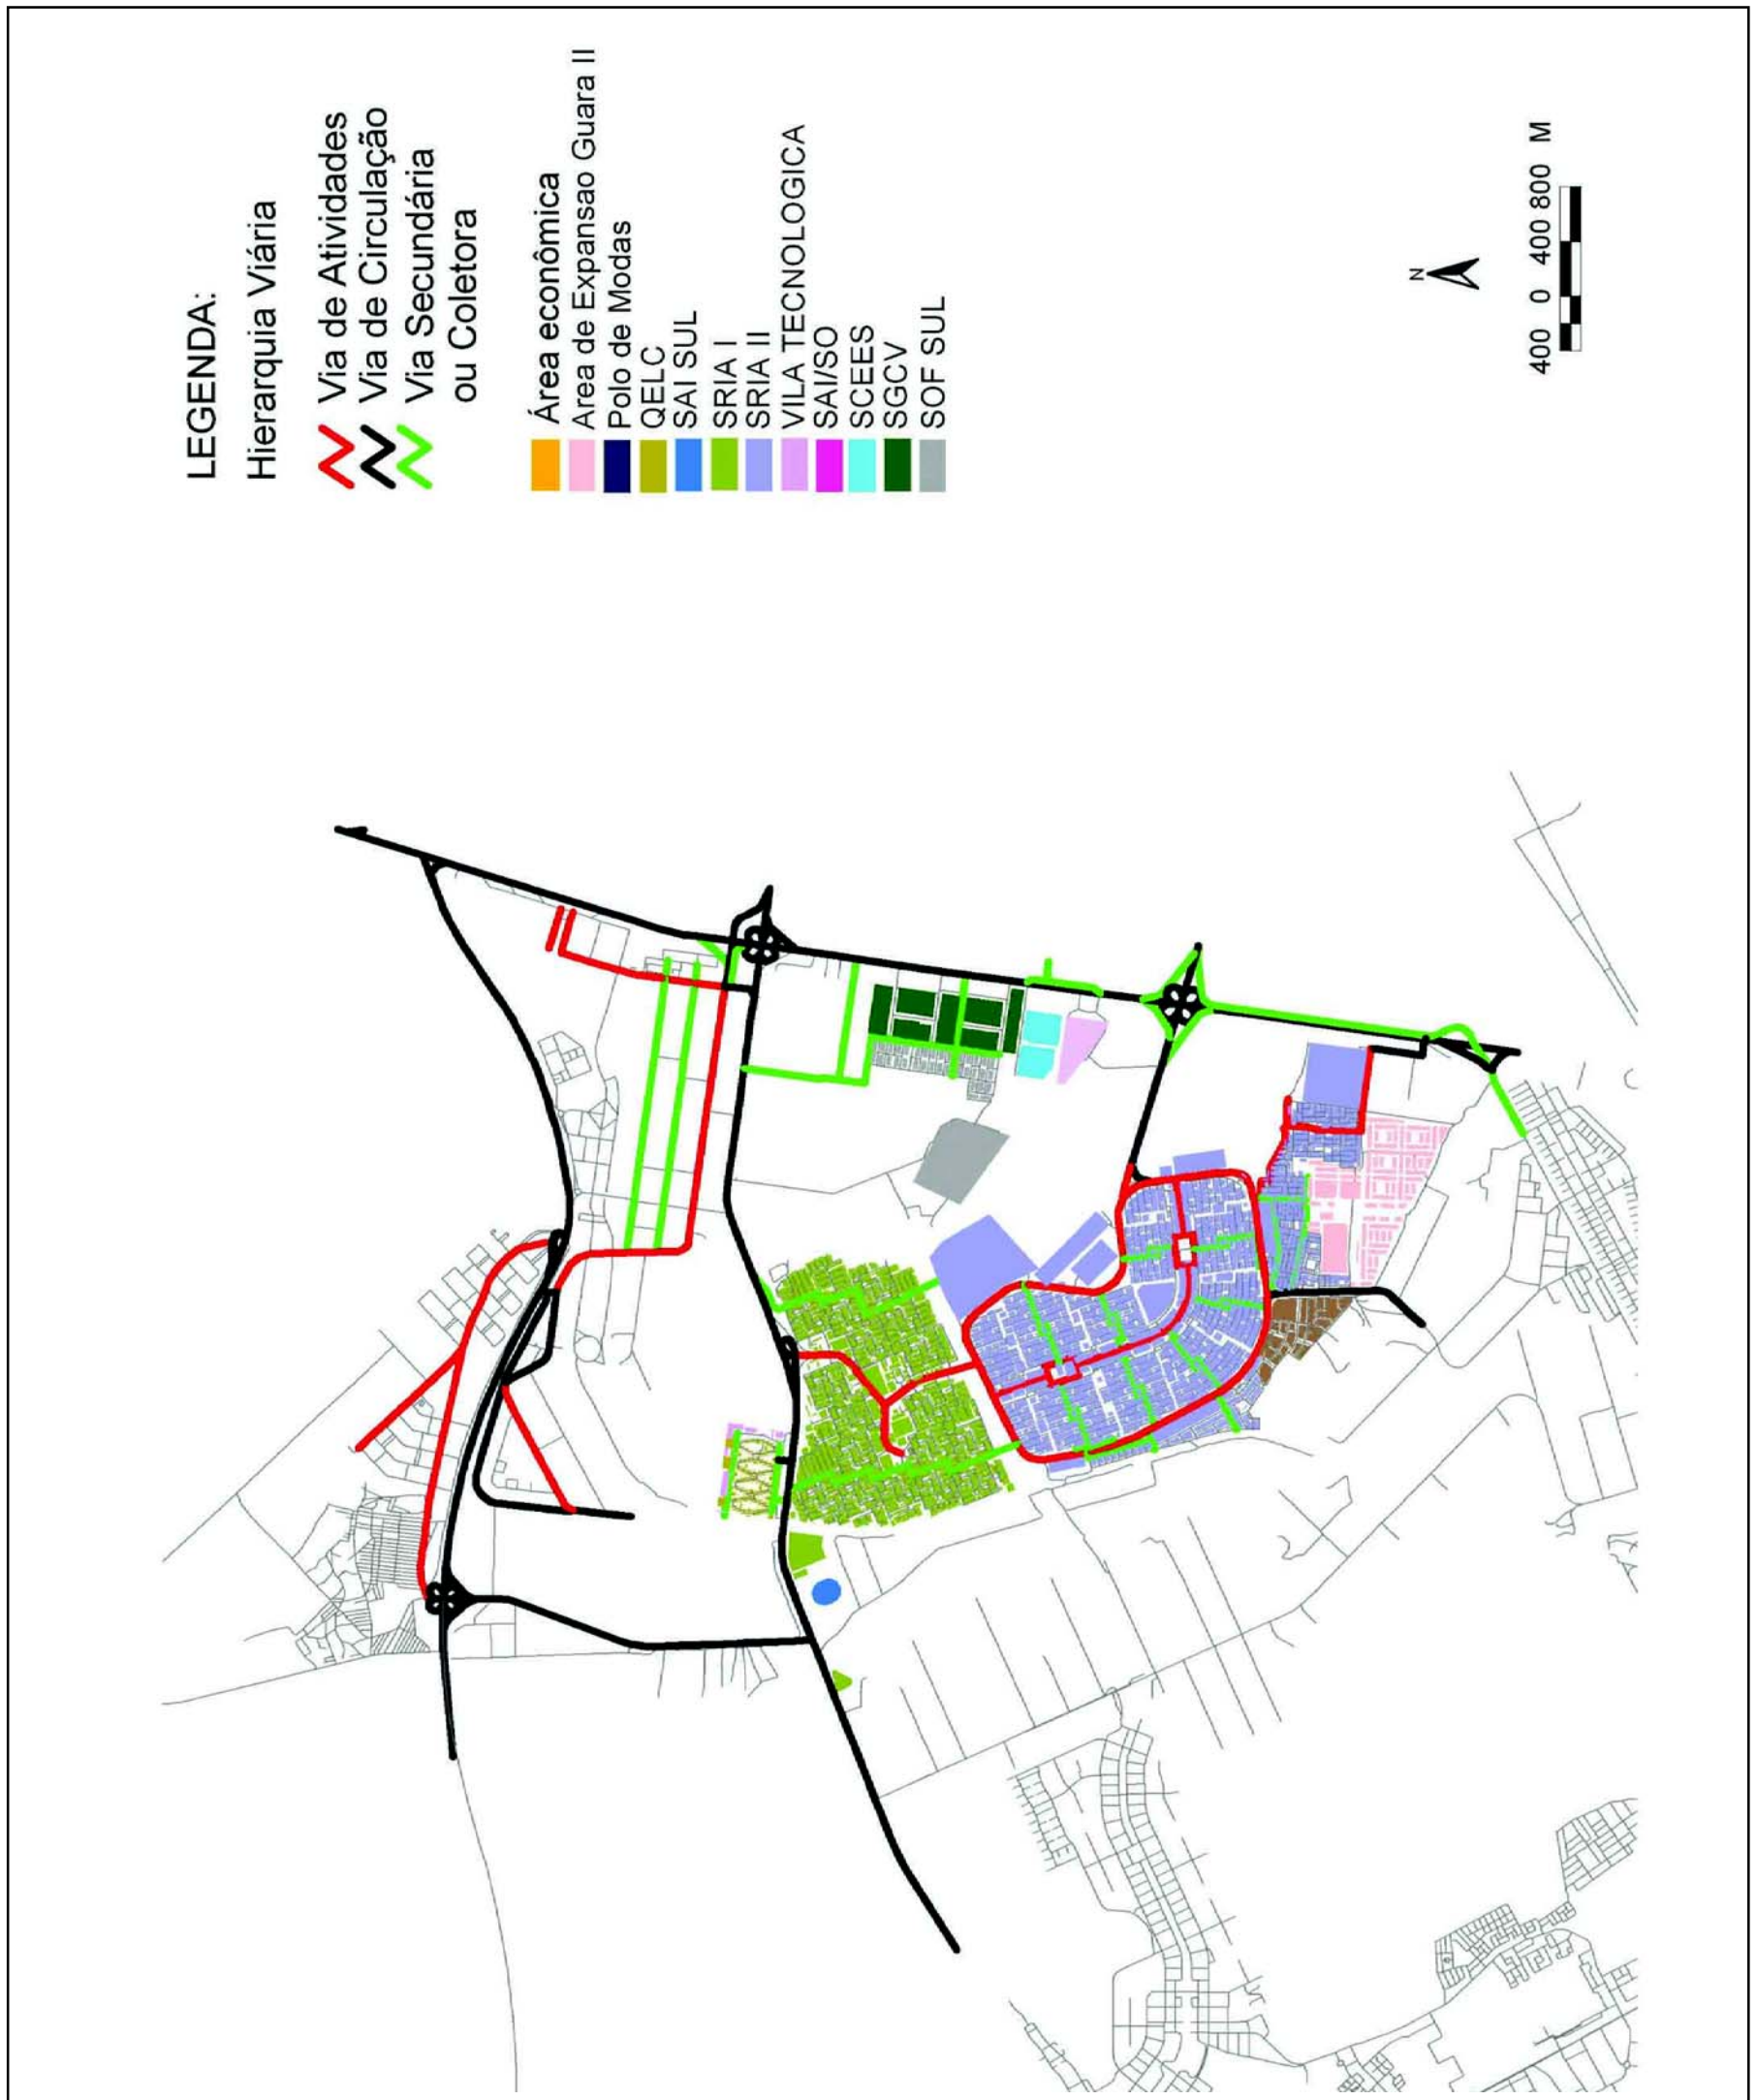 LEGENDA:
Hierarquia Viária
Via de Atividades
Via de Circulação
Via Secundária
ou Coletora
Área econômica
Area de Expansao Guara II
Polo de Modas
QELC
SAI SUL
SRIA I
SRIA II
VILA TECNOLOGICA
SAI/SO
SCEES
SGCV
SOF SUL
N
400 0 400 800 M